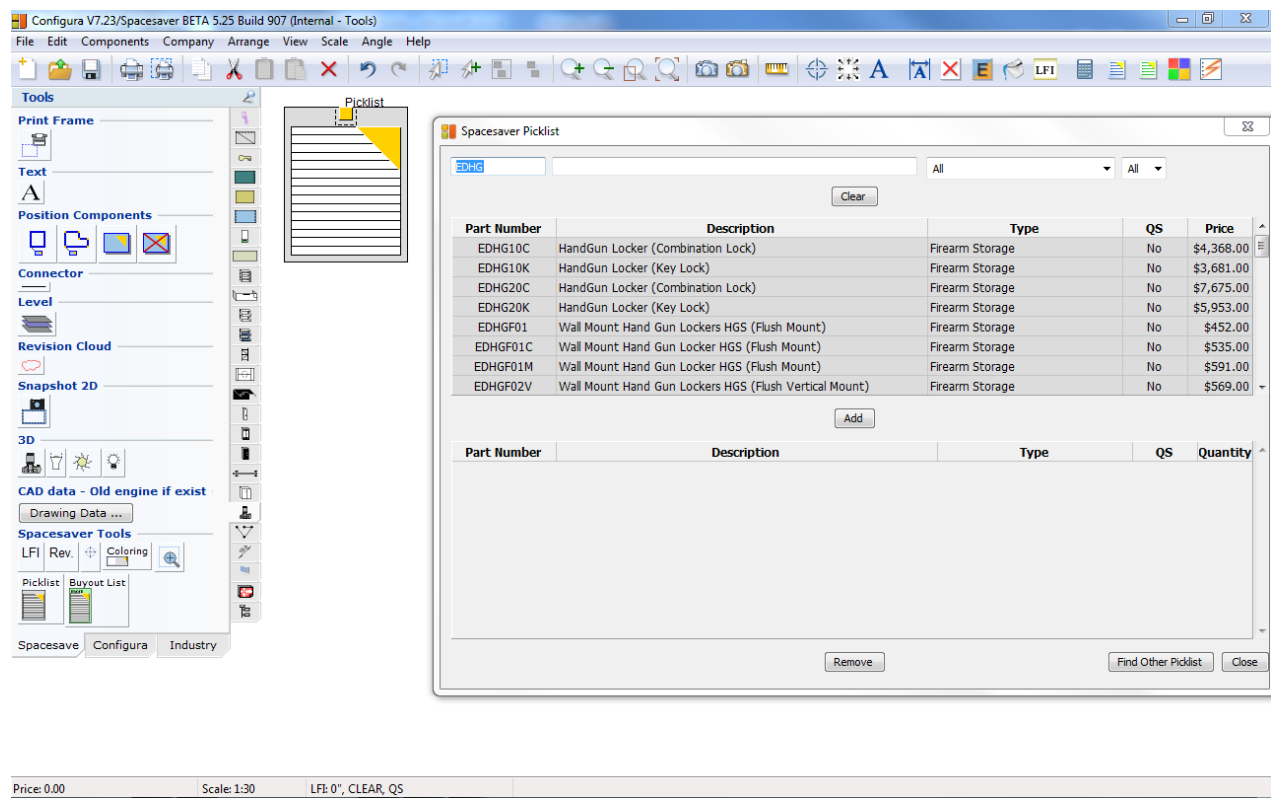 Configura V7.23/Spacesaver BETA 5.25 Build 907 (Internal - Tools)
File Edit Components Company Arrange View Scale Angle Help
A A E LFI
Tools
Print Frame
Text
A
Position Components
Connector
Level
Revision Cloud
Snapshot 2D
3D
CAD data - Old engine if exist
Drawing Data ...
Spacesaver Tools
LFI Rev. Coloring
Picklist Buyout List
Spacesave Configura Industry
Picklist
Spacesaver Picklist
EDHG All All
Clear
Part Number Description Type QS Price
EDHG10C HandGun Locker (Combination Lock) Firearm Storage No $4,368.00
EDHG10K HandGun Locker (Key Lock) Firearm Storage No $3,681.00
EDHG20C HandGun Locker (Combination Lock) Firearm Storage No $7,675.00
EDHG20K HandGun Locker (Key Lock) Firearm Storage No $5,953.00
EDHGF01 Wall Mount Hand Gun Lockers HGS (Flush Mount) Firearm Storage No $452.00
EDHGF01C Wall Mount Hand Gun Locker HGS (Flush Mount) Firearm Storage No $535.00
EDHGF01M Wall Mount Hand Gun Locker HGS (Flush Mount) Firearm Storage No $591.00
EDHGF02V Wall Mount Hand Gun Lockers HGS (Flush Vertical Mount) Firearm Storage No $569.00
Add
Part Number Description Type QS Quantity
Remove Find Other Picklist Close
Price: 0.00 Scale: 1:30 LFI: 0", CLEAR, QS